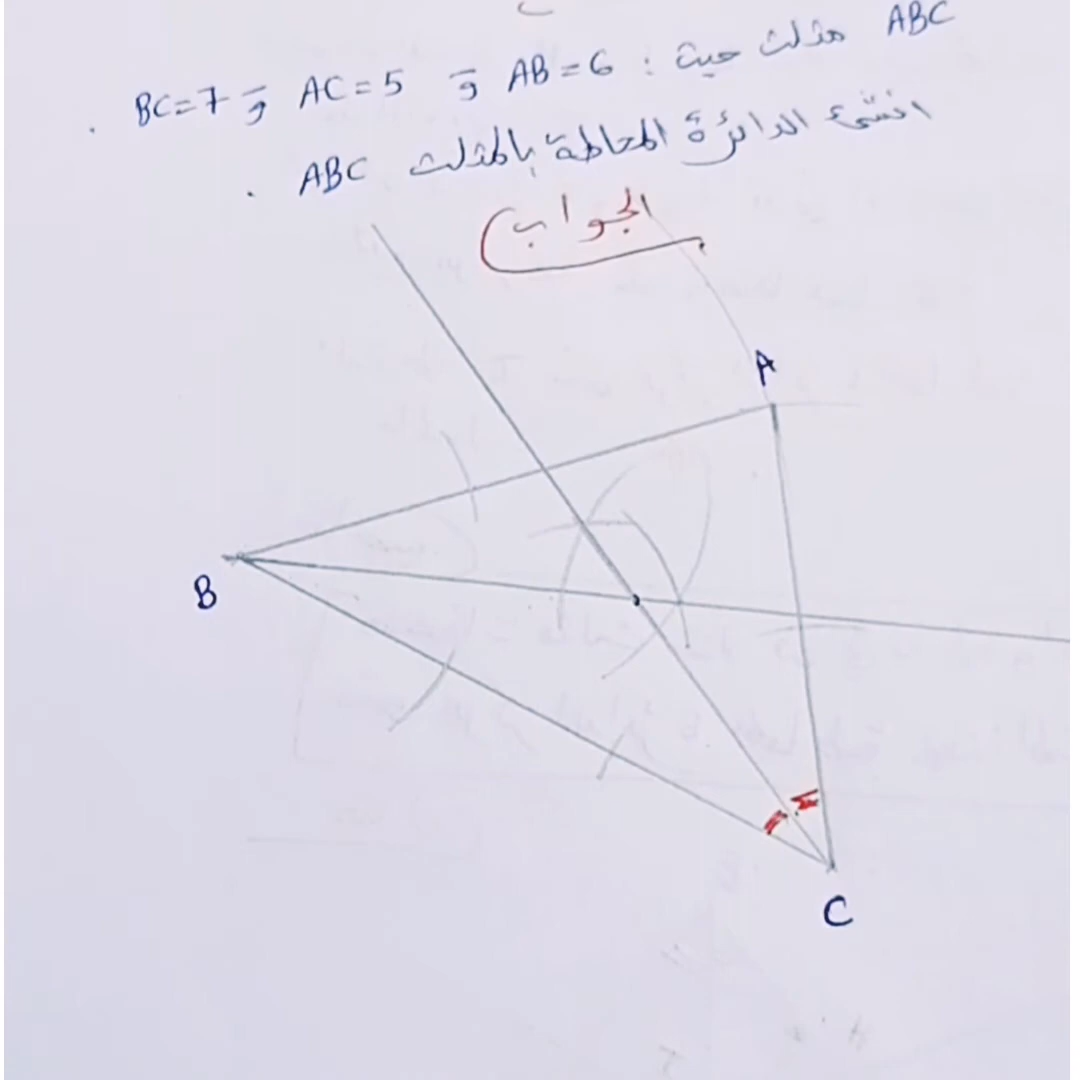 ABC مثلث حيث : AB=6 و AC=5 و BC=7 .
انشئ الدائرة المحاطة بالمثلث ABC .
الجواب
A
B
C